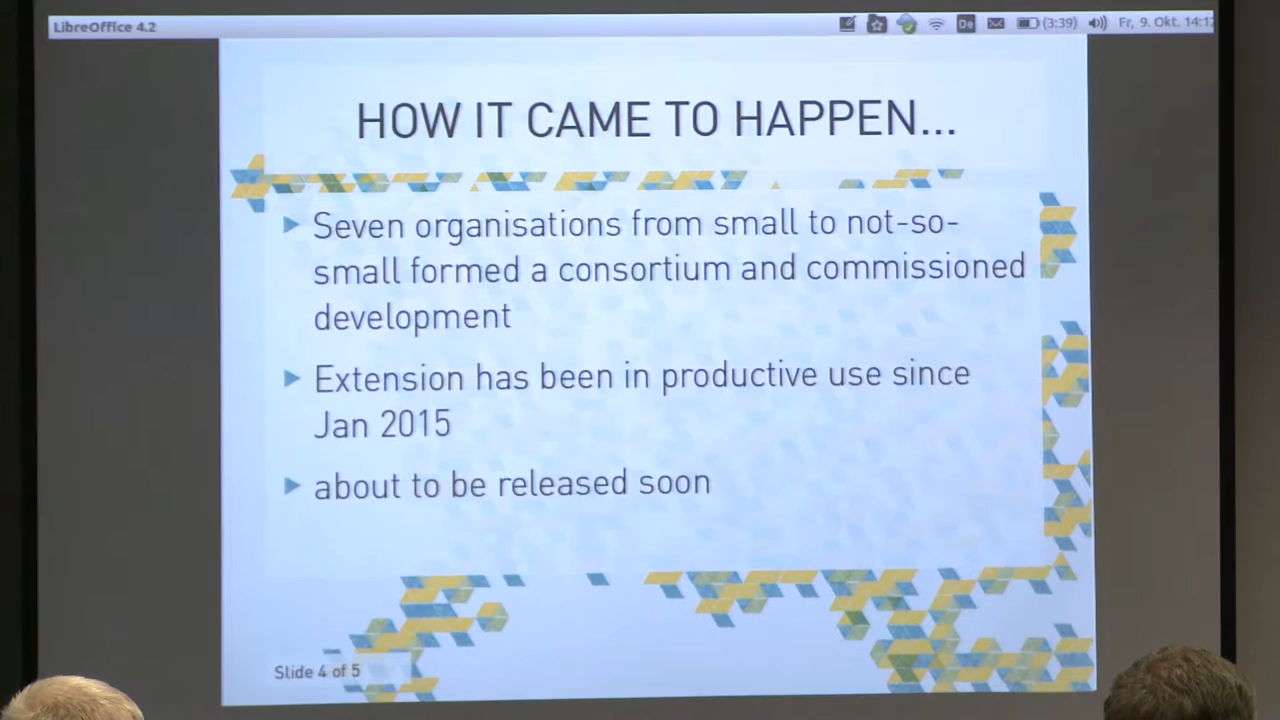 LibreOffice 4.2
De
(3:39)
Fr, 9. Okt. 14:12
HOW IT CAME TO HAPPEN...
Seven organisations from small to not-so-
small formed a consortium and commissioned
development
Extension has been in productive use since
Jan 2015
about to be released soon
Slide 4 of 5